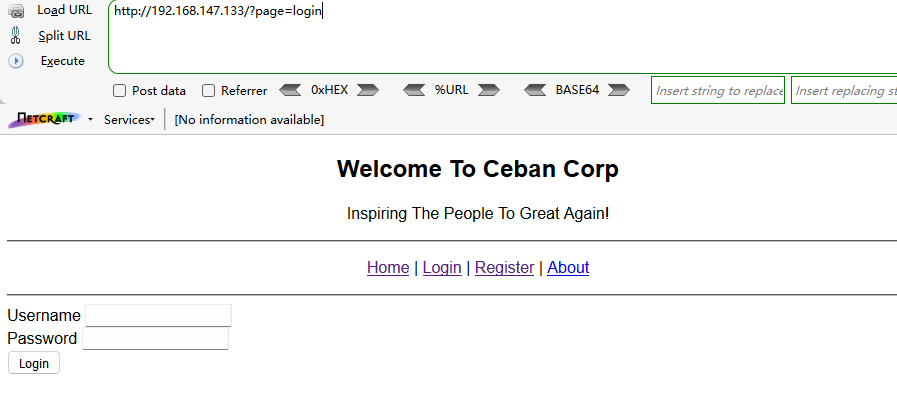 Load URL
http://192.168.147.133/?page=login
Split URL
Execute
Post data Referrer 0xHEX %URL BASE64 Insert string to replace Insert replacing st
NETCRAFT Services [No information available]
Welcome To Ceban Corp
Inspiring The People To Great Again!
Home | Login | Register | About
Username
Password
Login